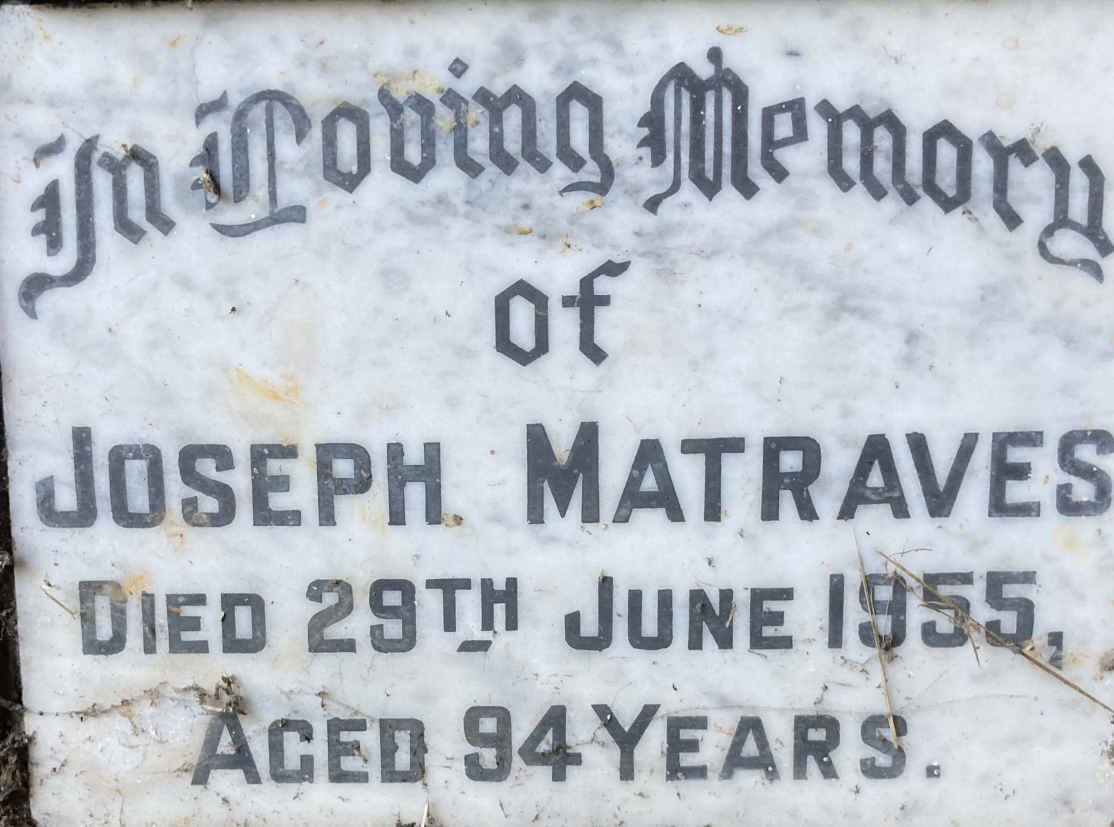 In Loving Memory
of
JOSEPH MATRAVES
DIED 29TH JUNE 1955,
AGED 94 YEARS.